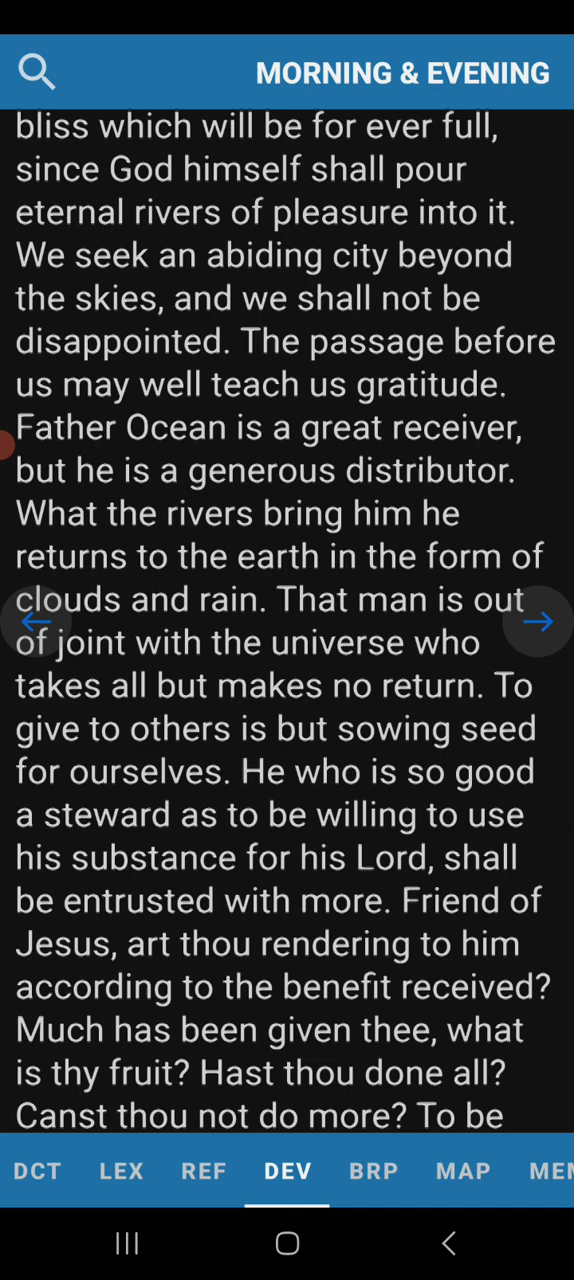 MORNING & EVENING
bliss which will be for ever full,
since God himself shall pour
eternal rivers of pleasure into it.
We seek an abiding city beyond
the skies, and we shall not be
disappointed. The passage before
us may well teach us gratitude.
Father Ocean is a great receiver,
but he is a generous distributor.
What the rivers bring him he
returns to the earth in the form of
clouds and rain. That man is out
of joint with the universe who
takes all but makes no return. To
give to others is but sowing seed
for ourselves. He who is so good
a steward as to be willing to use
his substance for his Lord, shall
be entrusted with more. Friend of
Jesus, art thou rendering to him
according to the benefit received?
Much has been given thee, what
is thy fruit? Hast thou done all?
Canst thou not do more? To be
DCT LEX REF DEV BRP MAP MEM